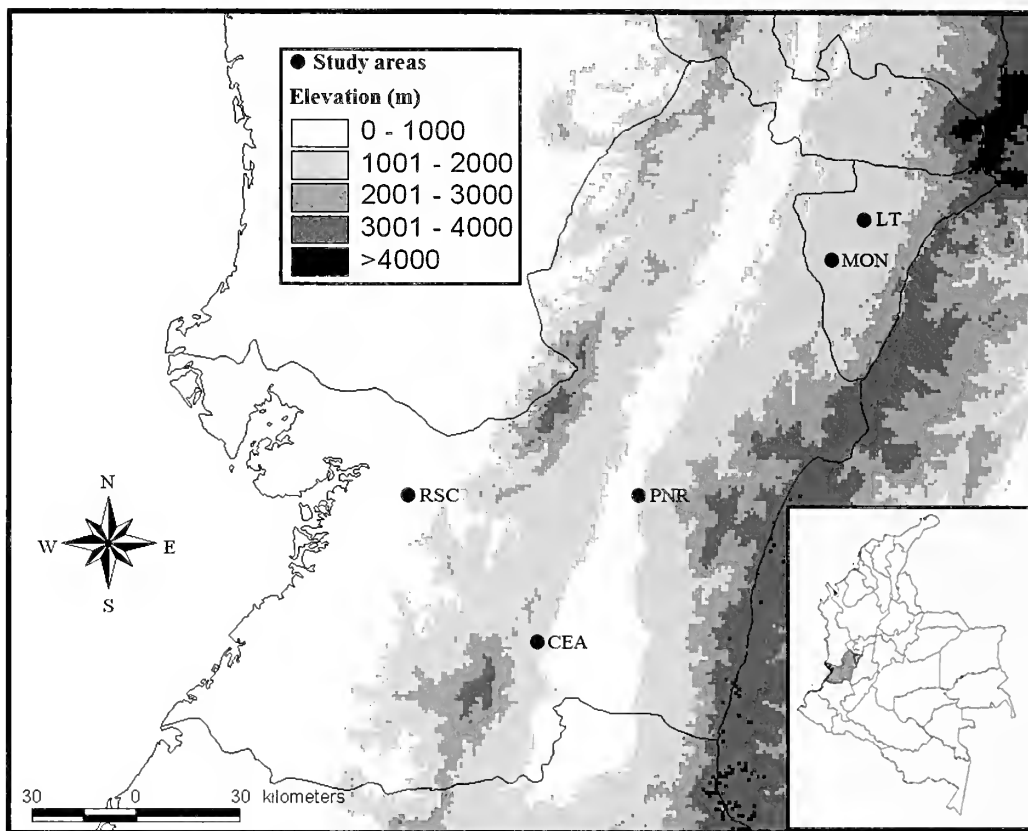 Study areas
Elevation (m)
0 - 1000
1001 - 2000
2001 - 3000
3001 - 4000
>4000
LT
MON
RSC
PNR
CEA
N
W E
S
30 0 30 kilometers